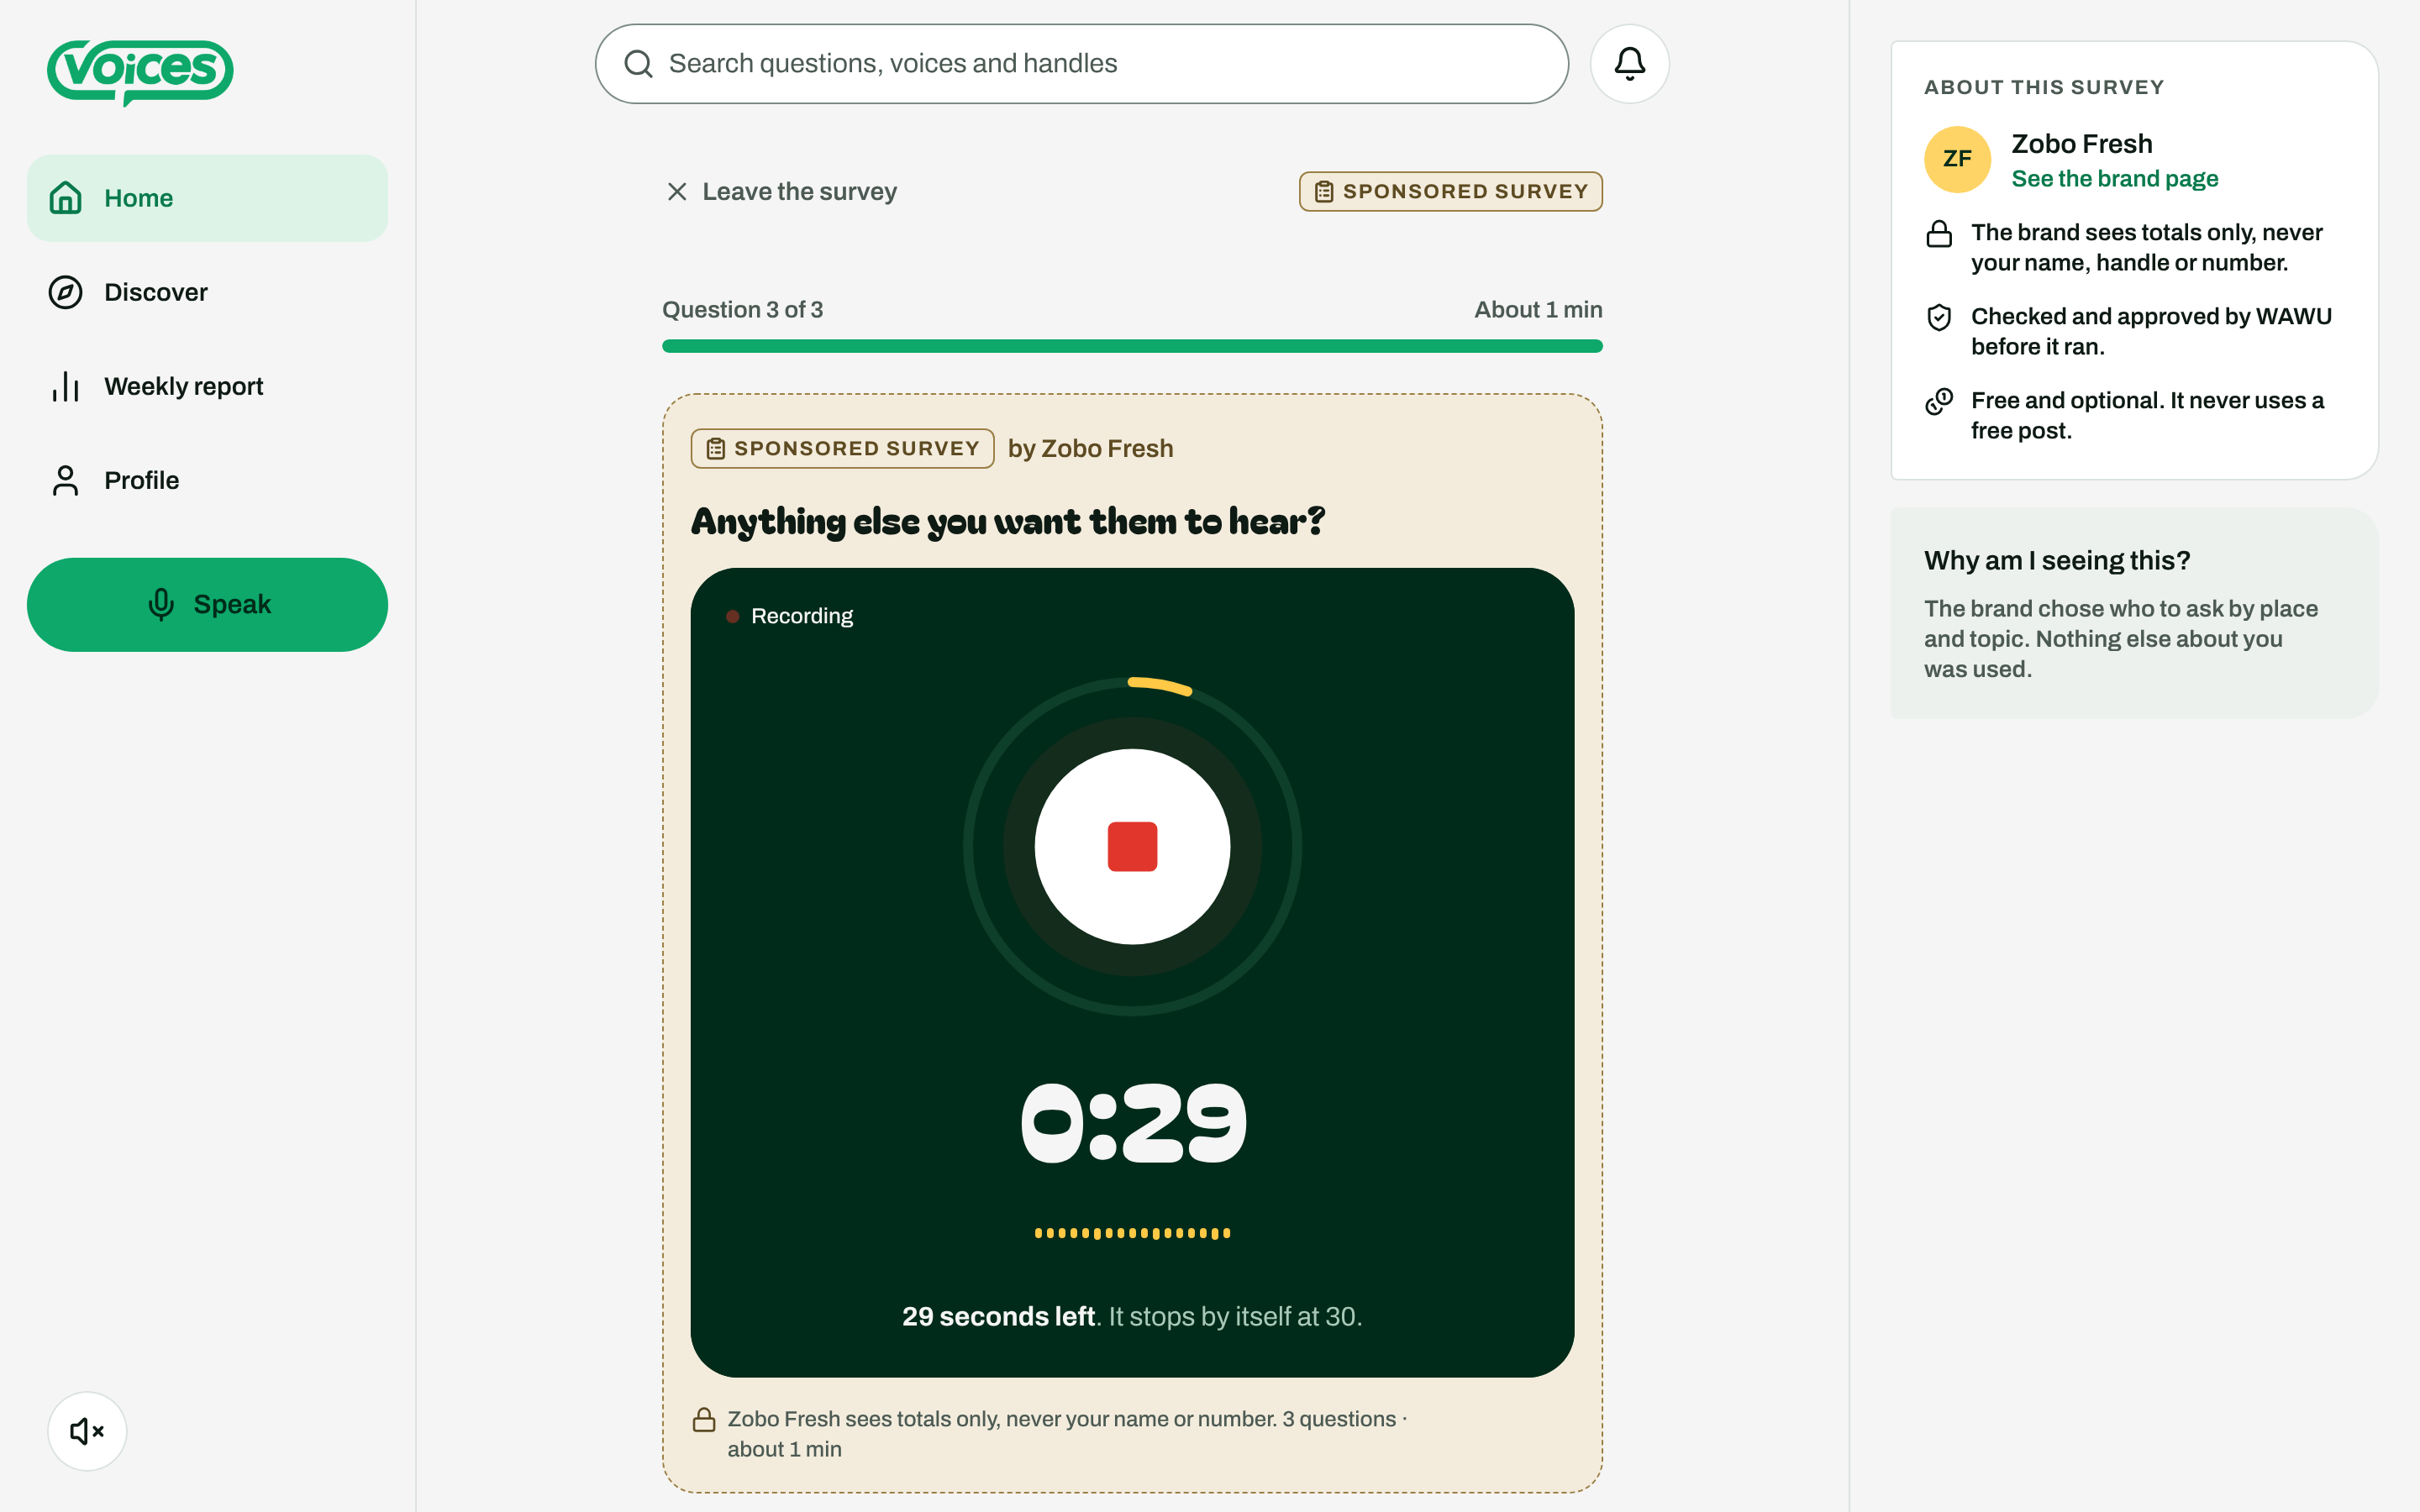 Voices
Search questions, voices and handles
Home
Discover
Weekly report
Profile
Speak
Leave the survey
SPONSORED SURVEY
Question 3 of 3
About 1 min
SPONSORED SURVEY
by Zobo Fresh
Anything else you want them to hear?
Recording
0:29
29 seconds left. It stops by itself at 30.
Zobo Fresh sees totals only, never your name or number. 3 questions ·
about 1 min
ABOUT THIS SURVEY
ZF
Zobo Fresh
See the brand page
The brand sees totals only, never
your name, handle or number.
Checked and approved by WAWU
before it ran.
Free and optional. It never uses a
free post.
Why am I seeing this?
The brand chose who to ask by place
and topic. Nothing else about you
was used.